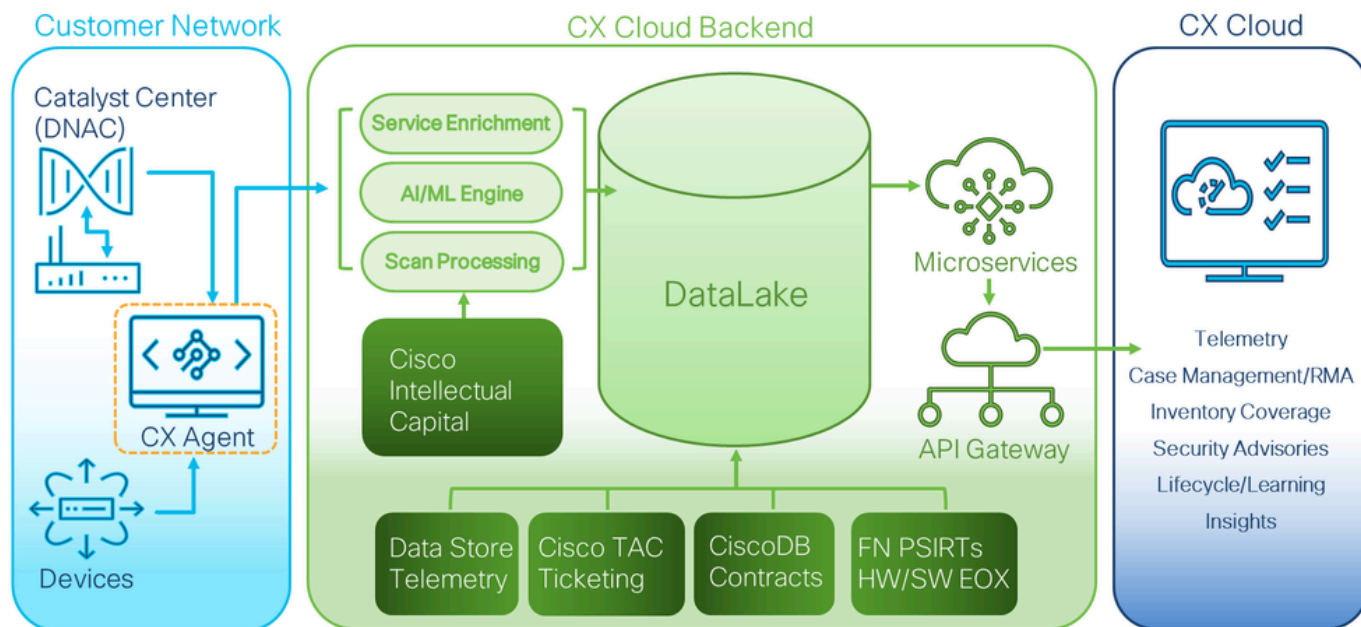 Customer Network
CX Cloud Backend
CX Cloud
Catalyst Center
(DNAC)
CX Agent
Devices
Service Enrichment
AI/ML Engine
Scan Processing
Cisco
Intellectual
Capital
DataLake
Microservices
API Gateway
Data Store
Telemetry
Cisco TAC
Ticketing
CiscoDB
Contracts
FN PSIRTs
HW/SW EOX
Telemetry
Case Management/RMA
Inventory Coverage
Security Advisories
Lifecycle/Learning
Insights